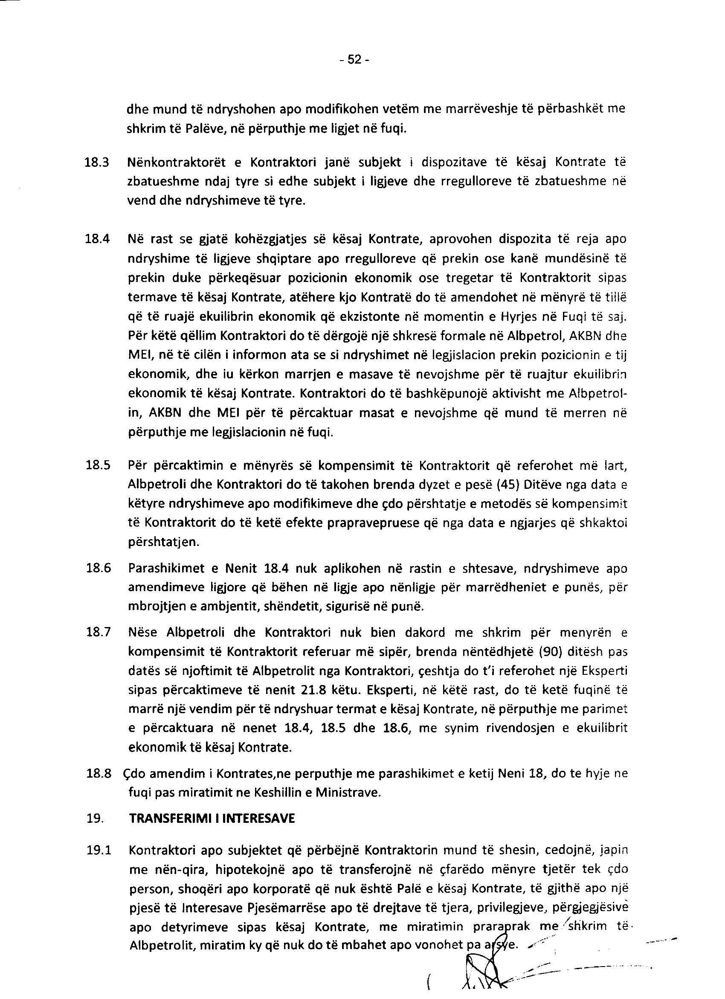 - 52 -
dhe mund të ndryshohen apo modifikohen vetëm me marrëveshje të përbashkët me
shkrim të Palëve, në përputhje me ligjet në fuqi.
18.3 Nënkontraktorët e Kontraktori janë subjekt i dispozitave të kësaj Kontrate të
zbatueshme ndaj tyre si edhe subjekt i ligjeve dhe rregulloreve të zbatueshme në
vend dhe ndryshimeve të tyre.
18.4 Në rast se gjatë kohëzgjatjes së kësaj Kontrate, aprovohen dispozita të reja apo
ndryshime të ligjeve shqiptare apo rregulloreve që prekin ose kanë mundësinë të
prekin duke përkeqësuar pozicionin ekonomik ose tregetar të Kontraktorit sipas
termave të kësaj Kontrate, atëhere kjo Kontratë do të amendohet në mënyrë të tillë
që të ruajë ekuilibrin ekonomik që ekzistonte në momentin e Hyrjes në Fuqi të saj.
Për këtë qëllim Kontraktori do të dërgojë një shkresë formale në Albpetrol, AKBN dhe
MEI, në të cilën i informon ata se si ndryshimet në legjislacion prekin pozicionin e tij
ekonomik, dhe iu kërkon marrjen e masave të nevojshme për të ruajtur ekuilibrin
ekonomik të kësaj Kontrate. Kontraktori do të bashkëpunojë aktivisht me Albpetrol-
in, AKBN dhe MEI për të përcaktuar masat e nevojshme që mund të merren në
përputhje me legjislacionin në fuqi.
18.5 Për përcaktimin e mënyrës së kompensimit të Kontraktorit që referohet më lart,
Albpetroli dhe Kontraktori do të takohen brenda dyzet e pesë (45) Ditëve nga data e
këtyre ndryshimeve apo modifikimeve dhe çdo përshtatje e metodës së kompensimit
të Kontraktorit do të ketë efekte prapravepruese që nga data e ngjarjes që shkaktoi
përshtatjen.
18.6 Parashikimet e Nenit 18.4 nuk aplikohen në rastin e shtesave, ndryshimeve apo
amendimeve ligjore që bëhen në ligje apo nënligje për marrëdheniet e punës, për
mbrojtjen e ambjentit, shëndetit, sigurisë në punë.
18.7 Nëse Albpetroli dhe Kontraktori nuk bien dakord me shkrim për menyrën e
kompensimit të Kontraktorit referuar më sipër, brenda nëntëdhjetë (90) ditësh pas
datës së njoftimit të Albpetrolit nga Kontraktori, çeshtja do t'i referohet një Eksperti
sipas përcaktimeve të nenit 21.8 këtu. Eksperti, në këtë rast, do të ketë fuqinë të
marrë një vendim për të ndryshuar termat e kësaj Kontrate, në përputhje me parimet
e përcaktuara në nenet 18.4, 18.5 dhe 18.6, me synim rivendosjen e ekuilibrit
ekonomik të kësaj Kontrate.
18.8 Çdo amendim i Kontrates,ne perputhje me parashikimet e ketij Neni 18, do te hyje ne
fuqi pas miratimit ne Keshillin e Ministrave.
19. TRANSFERIMI I INTERESAVE
19.1 Kontraktori apo subjektet që përbëjnë Kontraktorin mund të shesin, cedojnë, japin
me nën-qira, hipotekojnë apo të transferojnë në çfarëdo mënyre tjetër tek çdo
person, shoqëri apo korporatë që nuk është Palë e kësaj Kontrate, të gjithë apo një
pjesë të Interesave Pjesëmarrëse apo të drejtave të tjera, privilegjeve, përgjegjësive
apo detyrimeve sipas kësaj Kontrate, me miratimin praraprak me shkrim të
Albpetrolit, miratim ky që nuk do të mbahet apo vonohet pa arsye.